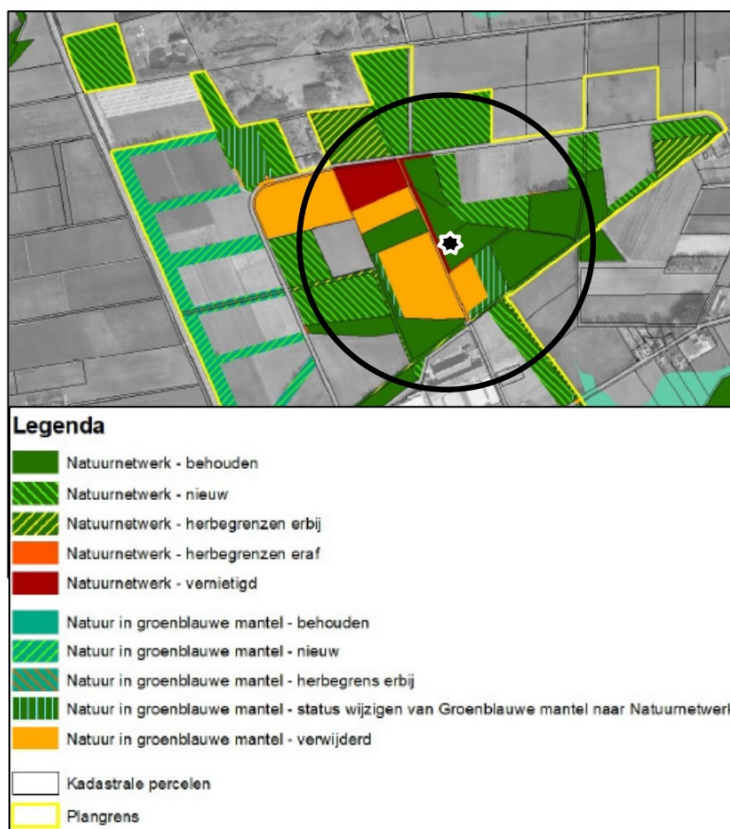 Legenda
Natuurnetwerk - behouden
Natuurnetwerk - nieuw
Natuurnetwerk - herbegrenzen erbij
Natuurnetwerk - herbegrenzen eraf
Natuurnetwerk - vernietigd
Natuur in groenblauwe mantel - behouden
Natuur in groenblauwe mantel - nieuw
Natuur in groenblauwe mantel - herbegrens erbij
Natuur in groenblauwe mantel - status wijzigen van Groenblauwe mantel naar Natuurnetwerk
Natuur in groenblauwe mantel - verwijderd
Kadastrale percelen
Plangrens